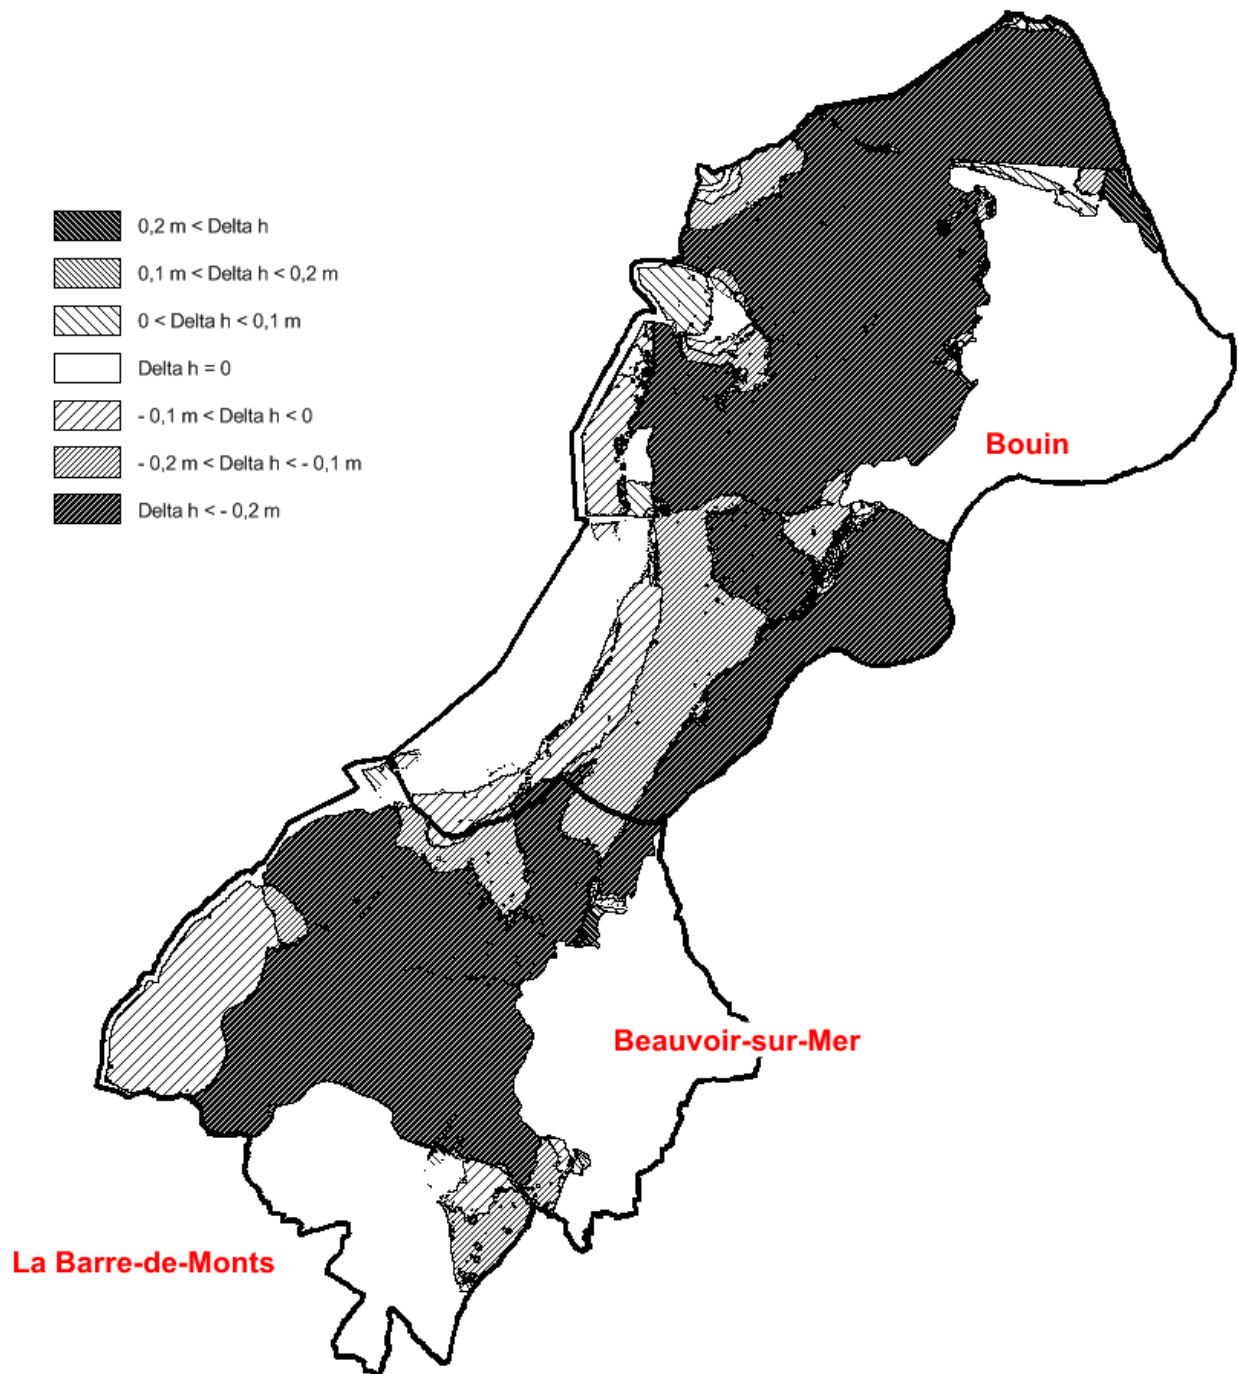 0,2 m < Delta h
0,1 m < Delta h < 0,2 m
0 < Delta h < 0,1 m
Delta h = 0
- 0,1 m < Delta h < 0
- 0,2 m < Delta h < - 0,1 m
Delta h < - 0,2 m
Bouin
Beauvoir-sur-Mer
La Barre-de-Monts